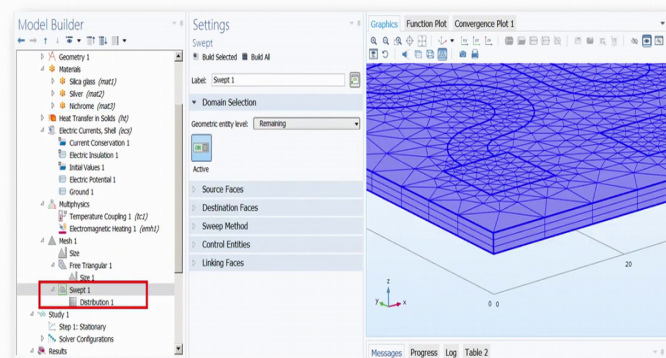 Model Builder
Geometry 1
Materials
Silica glass (mat1)
Silver (mat2)
Nichrome (mat3)
Heat Transfer in Solids (ht)
Electric Currents, Shell (ecs)
Current Conservation 1
Electric Insulation 1
Initial Values 1
Electric Potential 1
Ground 1
Multiphysics
Temperature Coupling 1 (tc1)
Electromagnetic Heating 1 (emh1)
Mesh 1
Size
Free Triangular 1
Size 1
Swept 1
Distribution 1
Study 1
Step 1: Stationary
Solver Configurations
Results
Settings
Swept
Build Selected Build All
Label: Swept 1
Domain Selection
Geometric entity level: Remaining
Active
Source Faces
Destination Faces
Sweep Method
Control Entities
Linking Faces
Graphics Function Plot Convergence Plot 1
20
0 0
z
y x
Messages Progress Log Table 2